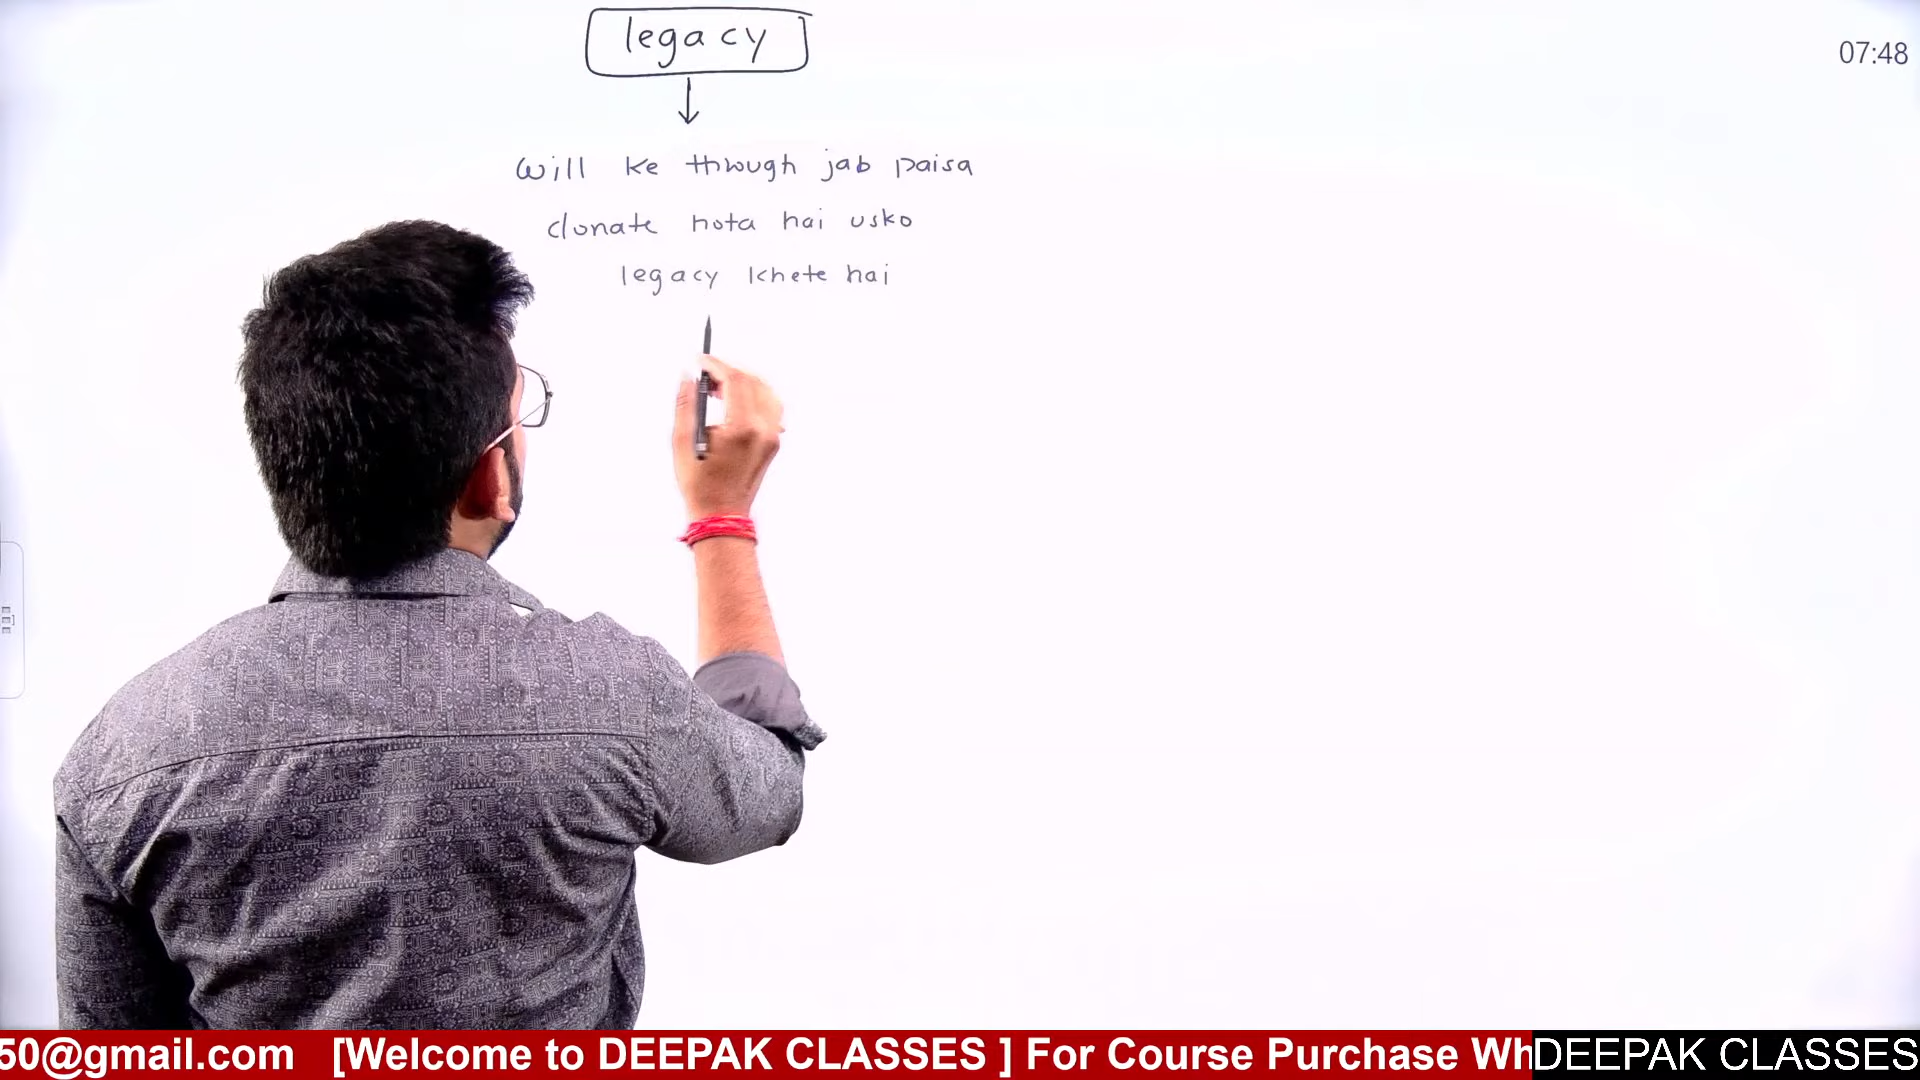 legacy
07:48
will ke through jab paisa
donate hota hai usko
legacy khete hai
50@gmail.com [Welcome to DEEPAK CLASSES ] For Course Purchase Wh
DEEPAK CLASSES